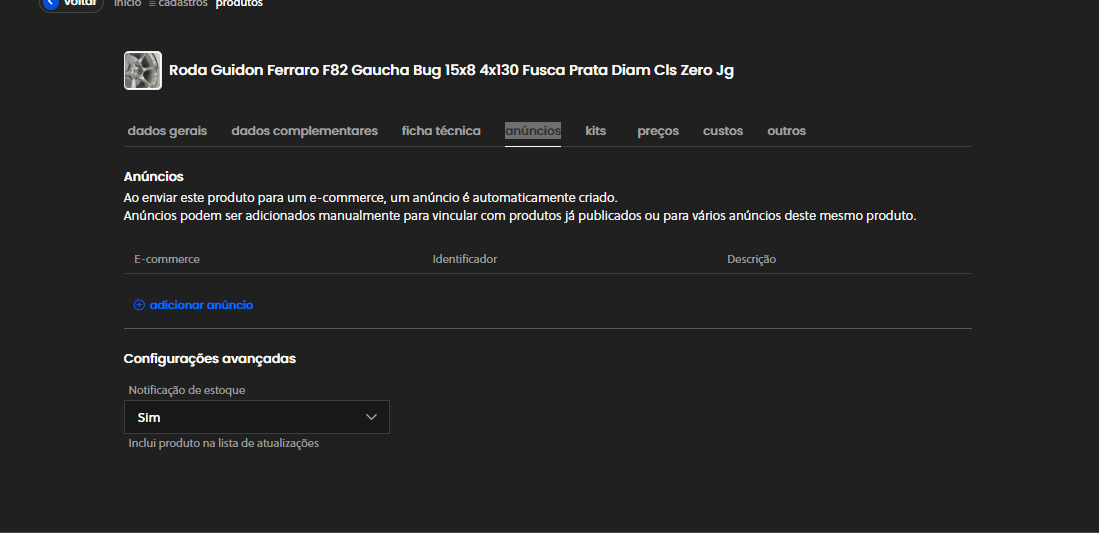 voltar início ≡ cadastros produtos
Roda Guidon Ferraro F82 Gaucha Bug 15x8 4x130 Fusca Prata Diam Cls Zero Jg
dados gerais dados complementares ficha técnica anúncios kits preços custos outros
Anúncios
Ao enviar este produto para um e-commerce, um anúncio é automaticamente criado.
Anúncios podem ser adicionados manualmente para vincular com produtos já publicados ou para vários anúncios deste mesmo produto.
E-commerce Identificador Descrição
adicionar anúncio
Configurações avançadas
Notificação de estoque
Sim
Inclui produto na lista de atualizações